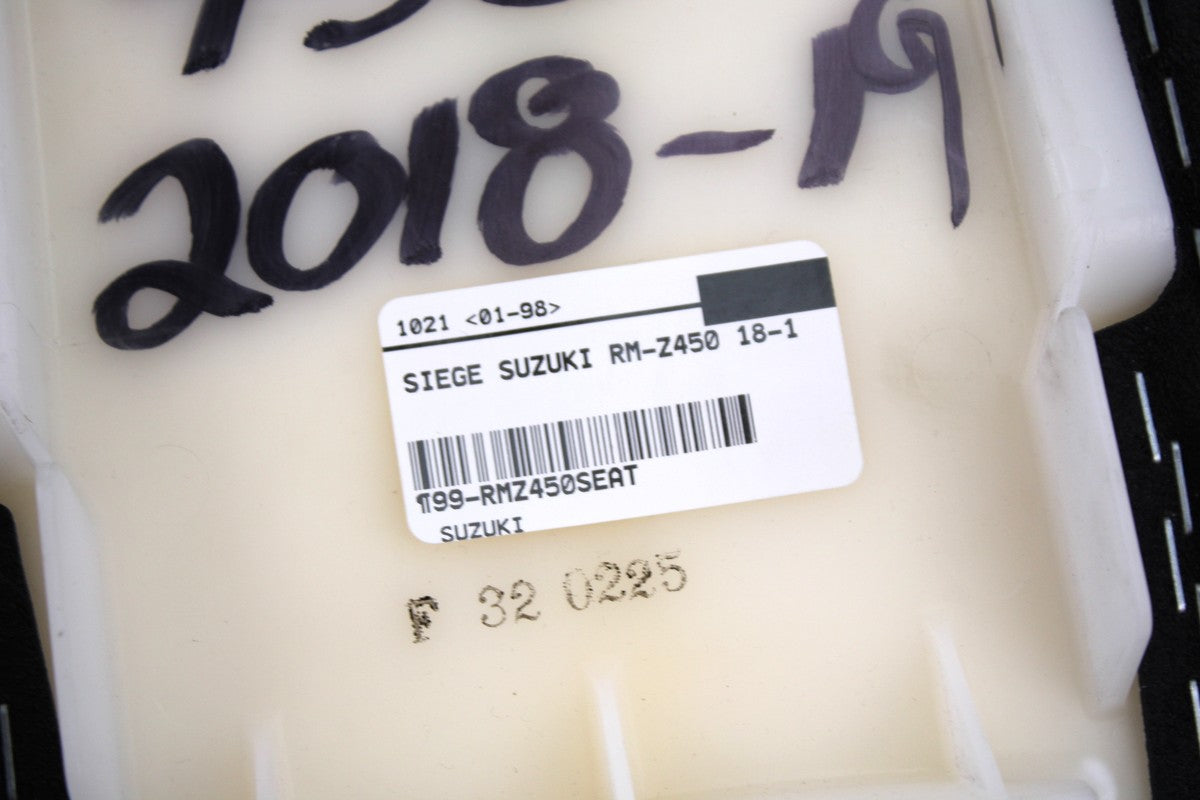 2018-19
1021 <01-98>
SIEGE SUZUKI RM-Z450 18-1
¶99-RMZ450SEAT
SUZUKI
F 32 0225